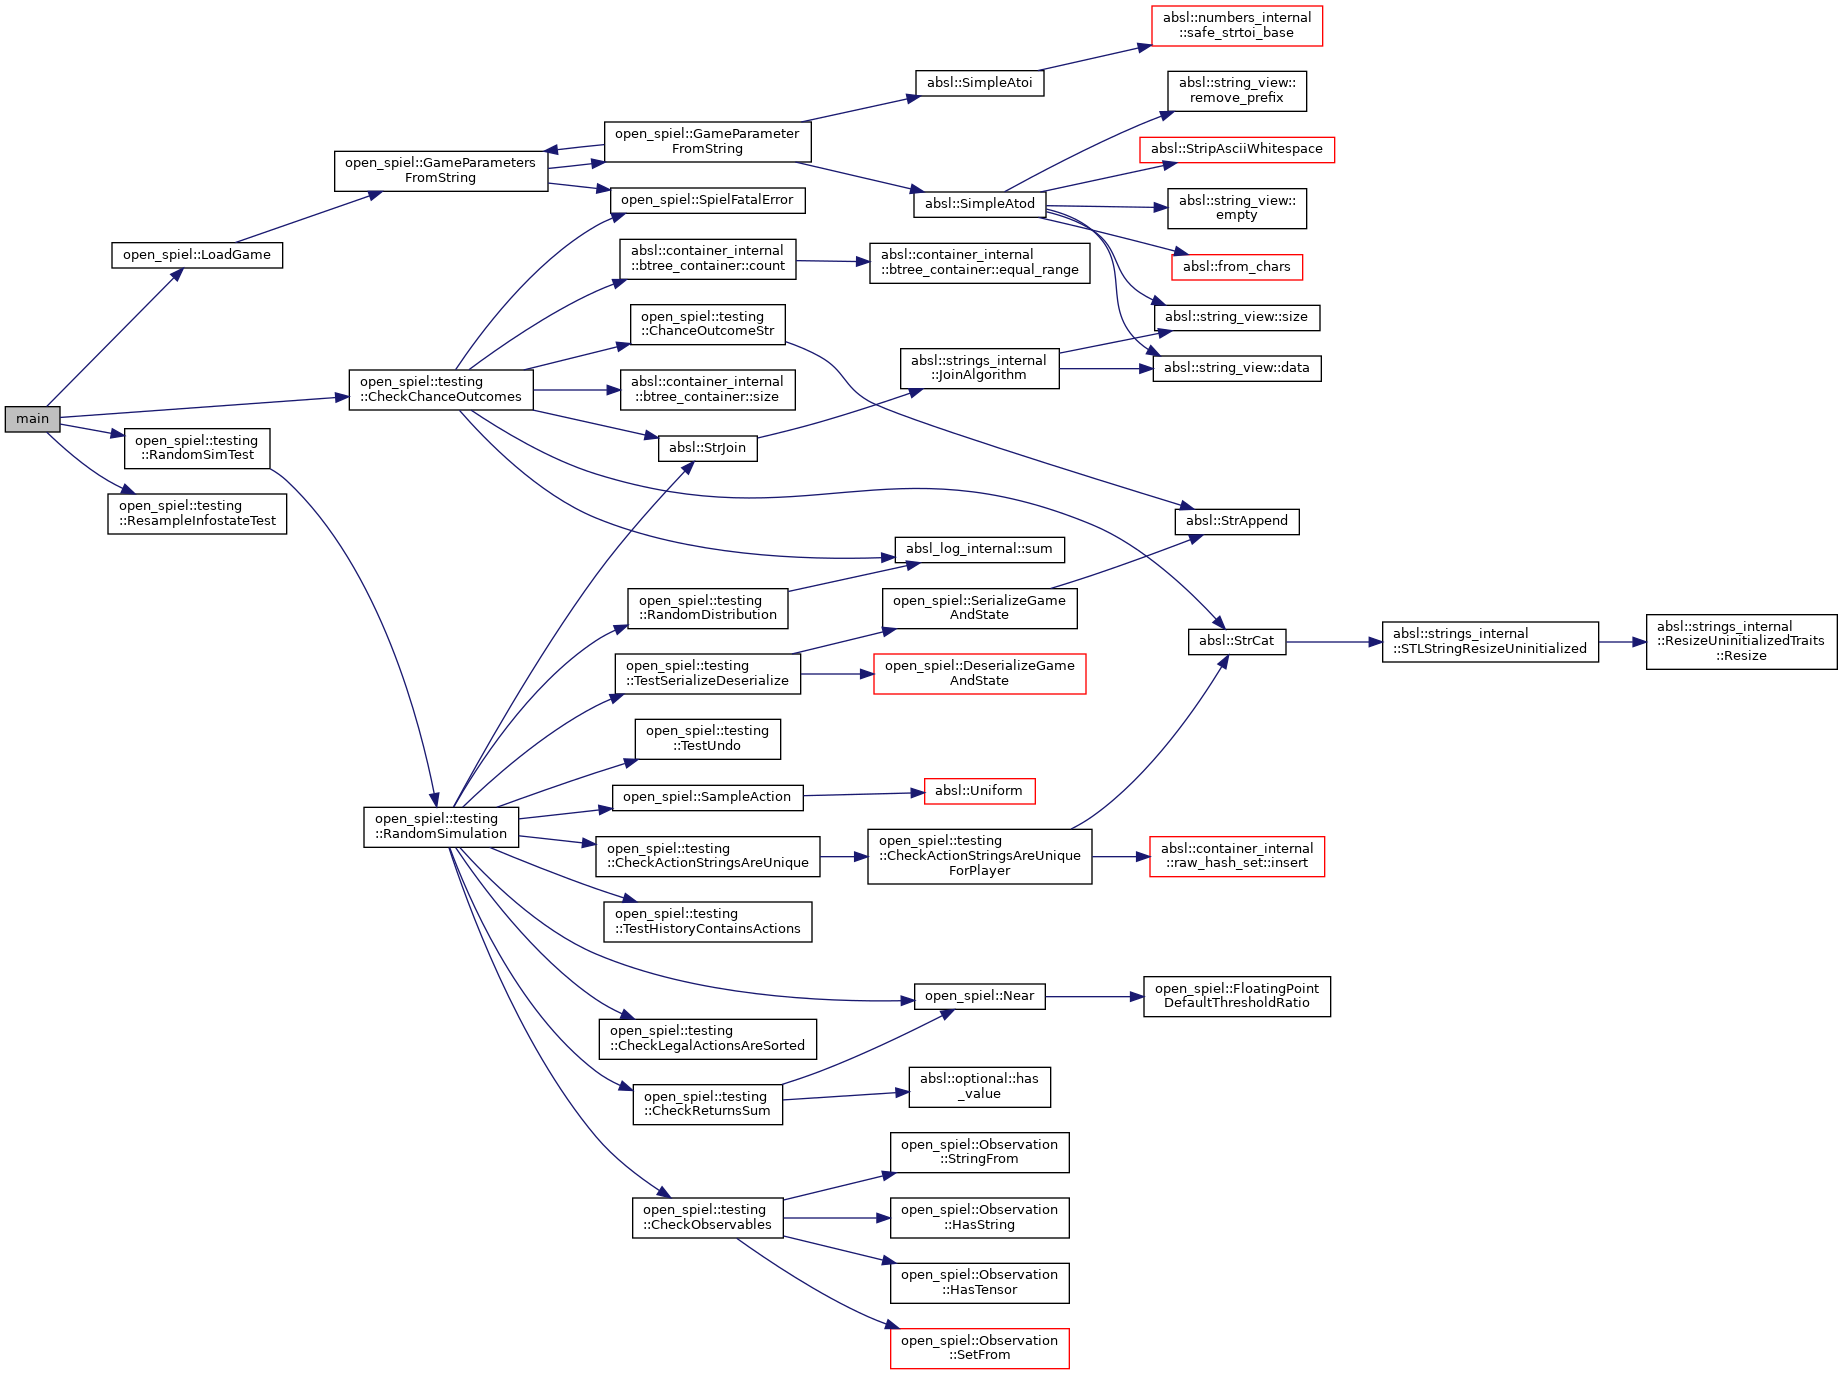 main
open_spiel::LoadGame
open_spiel::testing
::RandomSimTest
open_spiel::testing
::ResampleInfostateTest
open_spiel::GameParameters
FromString
open_spiel::testing
::CheckChanceOutcomes
open_spiel::testing
::RandomSimulation
open_spiel::GameParameter
FromString
open_spiel::SpielFatalError
absl::container_internal
::btree_container::count
open_spiel::testing
::ChanceOutcomeStr
absl::container_internal
::btree_container::size
absl::StrJoin
open_spiel::testing
::RandomDistribution
open_spiel::testing
::TestSerializeDeserialize
open_spiel::testing
::TestUndo
open_spiel::SampleAction
open_spiel::testing
::CheckActionStringsAreUnique
open_spiel::testing
::TestHistoryContainsActions
open_spiel::testing
::CheckLegalActionsAreSorted
open_spiel::testing
::CheckReturnsSum
open_spiel::testing
::CheckObservables
absl::SimpleAtoi
absl::SimpleAtod
absl::container_internal
::btree_container::equal_range
absl::strings_internal
::JoinAlgorithm
absl_log_internal::sum
open_spiel::SerializeGame
AndState
open_spiel::DeserializeGame
AndState
absl::Uniform
open_spiel::testing
::CheckActionStringsAreUnique
ForPlayer
open_spiel::Near
absl::optional::has
_value
open_spiel::Observation
::StringFrom
open_spiel::Observation
::HasString
open_spiel::Observation
::HasTensor
open_spiel::Observation
::SetFrom
absl::numbers_internal
::safe_strtoi_base
absl::string_view::
remove_prefix
absl::StripAsciiWhitespace
absl::string_view::
empty
absl::from_chars
absl::string_view::size
absl::string_view::data
absl::StrAppend
absl::StrCat
absl::container_internal
::raw_hash_set::insert
open_spiel::FloatingPoint
DefaultThresholdRatio
absl::strings_internal
::STLStringResizeUninitialized
absl::strings_internal
::ResizeUninitializedTraits
::Resize